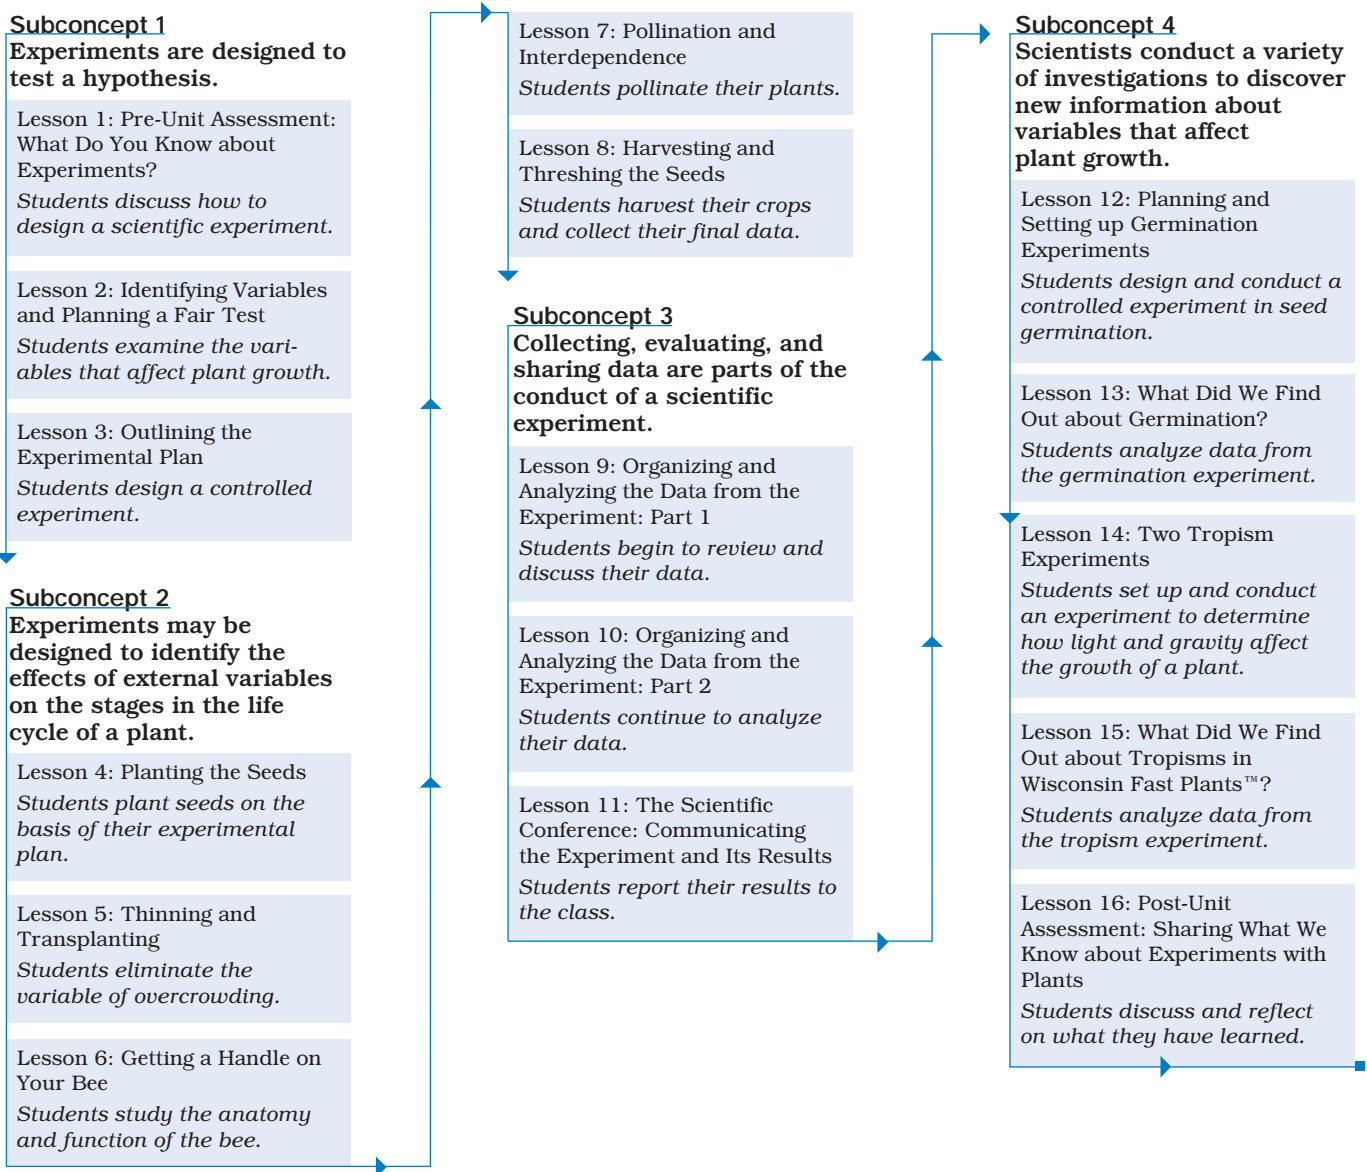 Subconcept 1
Experiments are designed to
test a hypothesis.
Lesson 1: Pre-Unit Assessment:
What Do You Know about
Experiments?
Students discuss how to
design a scientific experiment.
Lesson 2: Identifying Variables
and Planning a Fair Test
Students examine the vari-
ables that affect plant growth.
Lesson 3: Outlining the
Experimental Plan
Students design a controlled
experiment.
Subconcept 2
Experiments may be
designed to identify the
effects of external variables
on the stages in the life
cycle of a plant.
Lesson 4: Planting the Seeds
Students plant seeds on the
basis of their experimental
plan.
Lesson 5: Thinning and
Transplanting
Students eliminate the
variable of overcrowding.
Lesson 6: Getting a Handle on
Your Bee
Students study the anatomy
and function of the bee.
Lesson 7: Pollination and
Interdependence
Students pollinate their plants.
Lesson 8: Harvesting and
Threshing the Seeds
Students harvest their crops
and collect their final data.
Subconcept 3
Collecting, evaluating, and
sharing data are parts of the
conduct of a scientific
experiment.
Lesson 9: Organizing and
Analyzing the Data from the
Experiment: Part 1
Students begin to review and
discuss their data.
Lesson 10: Organizing and
Analyzing the Data from the
Experiment: Part 2
Students continue to analyze
their data.
Lesson 11: The Scientific
Conference: Communicating
the Experiment and Its Results
Students report their results to
the class.
Subconcept 4
Scientists conduct a variety
of investigations to discover
new information about
variables that affect
plant growth.
Lesson 12: Planning and
Setting up Germination
Experiments
Students design and conduct a
controlled experiment in seed
germination.
Lesson 13: What Did We Find
Out about Germination?
Students analyze data from
the germination experiment.
Lesson 14: Two Tropism
Experiments
Students set up and conduct
an experiment to determine
how light and gravity affect
the growth of a plant.
Lesson 15: What Did We Find
Out about Tropisms in
Wisconsin Fast Plants™?
Students analyze data from
the tropism experiment.
Lesson 16: Post-Unit
Assessment: Sharing What We
Know about Experiments with
Plants
Students discuss and reflect
on what they have learned.